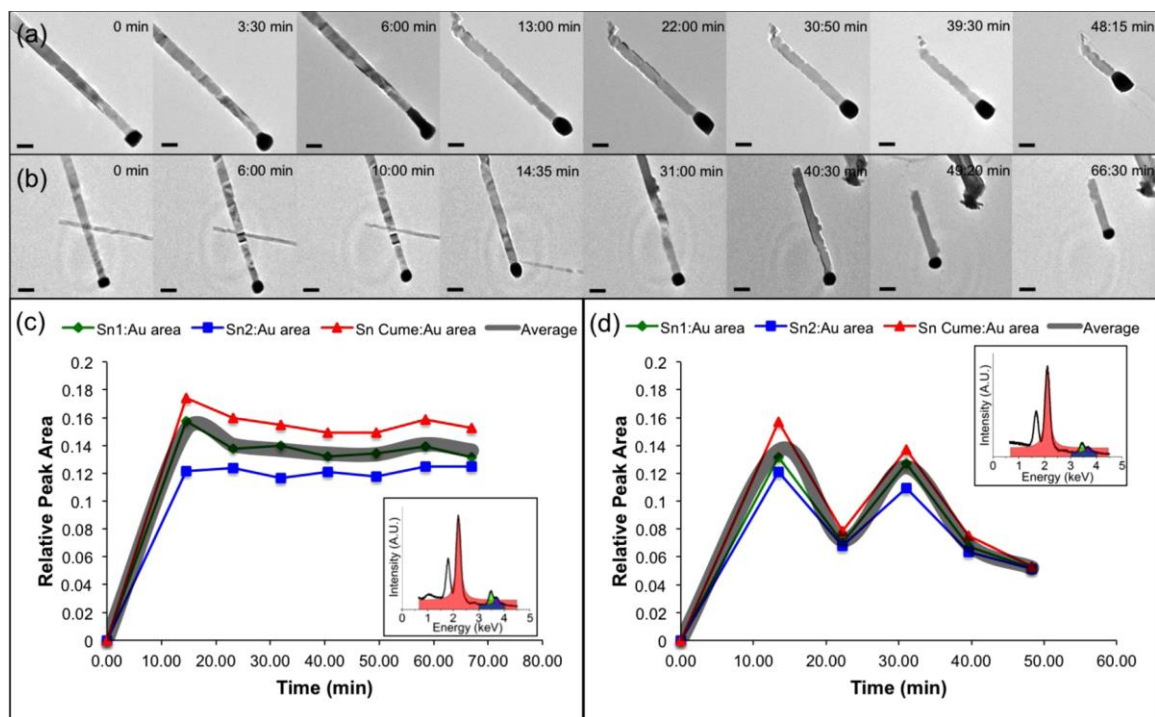 (a) 0 min 3:30 min 6:00 min 13:00 min 22:00 min 30:50 min 39:30 min 48:15 min
(b) 0 min 6:00 min 10:00 min 14:35 min 31:00 min 40:30 min 49:20 min 66:30 min
(c)
Sn1:Au area Sn2:Au area Sn Cume:Au area Average
Relative Peak Area
0.2
0.18
0.16
0.14
0.12
0.10
0.08
0.06
0.04
0.02
0
0.00 10.00 20.00 30.00 40.00 50.00 60.00 70.00 80.00
Time (min)
Intensity (A.U.)
0 1 2 3 4 5
Energy (keV)
(d)
Sn1:Au area Sn2:Au area Sn Cume:Au area Average
Relative Peak Area
0.2
0.18
0.16
0.14
0.12
0.10
0.08
0.06
0.04
0.02
0
0.00 10.00 20.00 30.00 40.00 50.00 60.00
Time (min)
Intensity (A.U.)
0 1 2 3 4 5
Energy (keV)